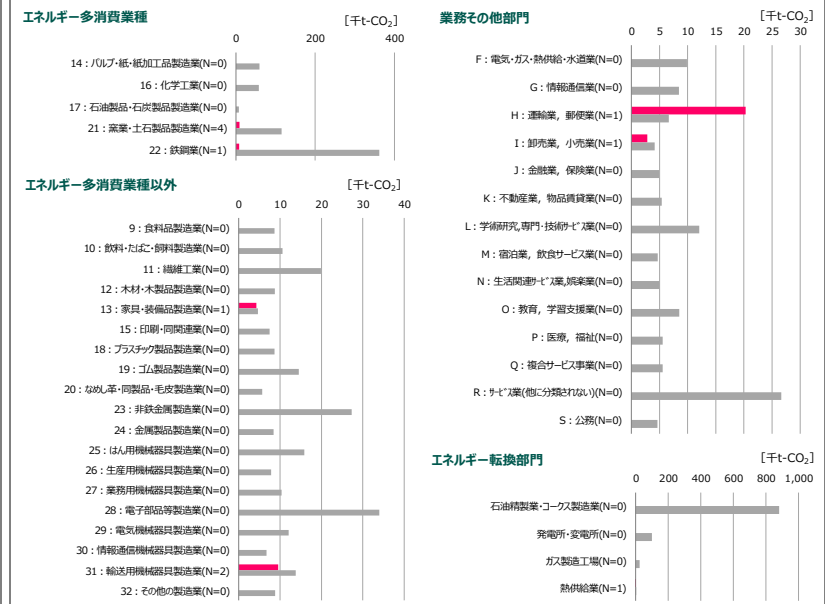 エネルギー多消費業種
[千t-CO₂]
0 200 400
14：パルプ・紙・紙加工品製造業(N=0)
16：化学工業(N=0)
17：石油製品・石炭製品製造業(N=0)
21：窯業・土石製品製造業(N=4)
22：鉄鋼業(N=1)
エネルギー多消費業種以外
[千t-CO₂]
0 10 20 30 40
9：食料品製造業(N=0)
10：飲料・たばこ・飼料製造業(N=0)
11：繊維工業(N=0)
12：木材・木製品製造業(N=0)
13：家具・装備品製造業(N=1)
15：印刷・同関連業(N=0)
18：プラスチック製品製造業(N=0)
19：ゴム製品製造業(N=0)
20：なめし革・同製品・毛皮製造業(N=0)
23：非鉄金属製造業(N=0)
24：金属製品製造業(N=0)
25：はん用機械器具製造業(N=0)
26：生産用機械器具製造業(N=0)
27：業務用機械器具製造業(N=0)
28：電子部品等製造業(N=0)
29：電気機械器具製造業(N=0)
30：情報通信機械器具製造業(N=0)
31：輸送用機械器具製造業(N=2)
32：その他の製造業(N=0)
業務その他部門
[千t-CO₂]
0 5 10 15 20 25 30
F：電気・ガス・熱供給・水道業(N=0)
G：情報通信業(N=0)
H：運輸業，郵便業(N=1)
I：卸売業，小売業(N=1)
J：金融業，保険業(N=0)
K：不動産業，物品賃貸業(N=0)
L：学術研究,専門・技術ｻｰﾋﾞｽ業(N=0)
M：宿泊業，飲食サービス業(N=0)
N：生活関連ｻｰﾋﾞｽ業,娯楽業(N=0)
O：教育，学習支援業(N=0)
P：医療，福祉(N=0)
Q：複合サービス事業(N=0)
R：ｻｰﾋﾞｽ業(他に分類されない)(N=0)
S：公務(N=0)
エネルギー転換部門
[千t-CO₂]
0 200 400 600 800 1,000
石油精製業・コークス製造業(N=0)
発電所・変電所(N=0)
ガス製造工場(N=0)
熱供給業(N=1)